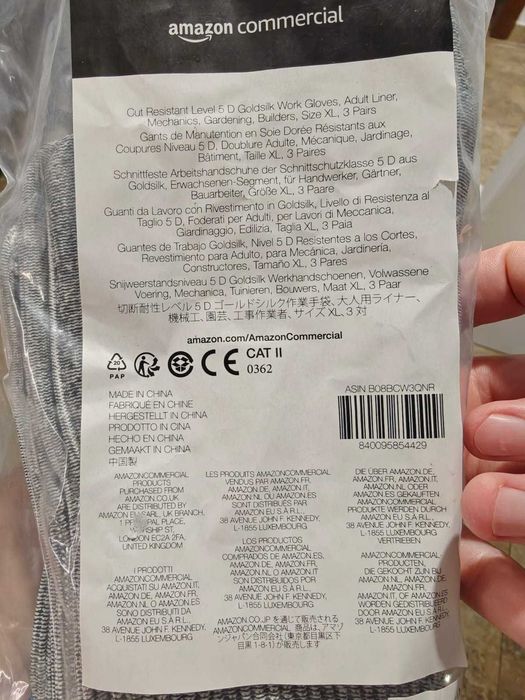 amazon commercial
Cut Resistant Level 5 D Goldsilk Work Gloves, Adult Liner,
Mechanics, Gardening, Builders, Size XL, 3 Pairs
Gants de Manutention en Soie Dorée Résistants aux
Coupures Niveau 5 D, Doublure Adulte, Mécanique, Jardinage,
Bâtiment, Taille XL, 3 Paires
Schnittfeste Arbeitshandschuhe der Schnittschutzklasse 5 D aus
Goldsilk, Erwachsenen-Segment, für Handwerker, Gärtner,
Bauarbeiter, Größe XL, 3 Paare
Guanti da Lavoro con Rivestimento in Goldsilk, Livello di Resistenza al
Taglio 5 D, Foderati per Adulti, per Lavori di Meccanica,
Giardinaggio, Edilizia, Taglia XL, 3 Paia
Guantes de Trabajo Goldsilk, Nivel 5 D Resistentes a los Cortes,
Revestimiento para Adulto, para Mecánica, Jardinería,
Constructores, Tamaño XL, 3 Pares
Snijweerstandsniveau 5 D Goldsilk Werkhandschoenen, Volwassene
Voering, Mechanica, Tuinieren, Bouwers, Maat XL, 3 Paar
切断耐性レベル 5 D ゴールドシルク作業手袋、大人用ライナー、
機械工、園芸、工事作業者、サイズ XL、3 対
amazon.com/AmazonCommercial
20
PAP
CE CAT II
0362
MADE IN CHINA
FABRIQUÉ EN CHINE
HERGESTELLT IN CHINA
PRODOTTO IN CINA
HECHO EN CHINA
GEMAAKT IN CHINA
中国製
ASIN B08BCW3QNR
840095854429
AMAZONCOMMERCIAL
PRODUCTS
PURCHASED FROM
AMAZON.CO.UK
ARE DISTRIBUTED BY
AMAZON EU SARL, UK BRANCH,
1 PLACE,
SHIP ST,
LONDON EC2A 2FA,
UNITED KINGDOM
LES PRODUITS AMAZONCOMMERCIAL
VENDUS PAR AMAZON.FR,
AMAZON.DE, AMAZON.IT,
AMAZON.NL OU AMAZON.ES
SONT DISTRIBUÉS PAR
AMAZON EU S.À R.L.,
38 AVENUE JOHN F. KENNEDY,
L-1855 LUXEMBOURG
DIE ÜBER AMAZON.DE,
AMAZON.FR, AMAZON.IT,
AMAZON.NL ODER
AMAZON.ES GEKAUFTEN
AMAZONCOMMERCIAL
PRODUKTE WERDEN DURCH
AMAZON EU S.À R.L.,
38 AVENUE JOHN F. KENNEDY,
L-1855 LUXEMBOURG
VERTRIEBEN
I PRODOTTI
AMAZONCOMMERCIAL
ACQUISTATI SU AMAZON.IT,
AMAZON.DE, AMAZON.FR,
AMAZON.NL O AMAZON.ES
SONO DISTRIBUITI DA
AMAZON EU S.À R.L.,
38 AVENUE JOHN F. KENNEDY,
L-1855 LUXEMBOURG
LOS PRODUCTOS
AMAZONCOMMERCIAL
COMPRADOS DE AMAZON.ES,
AMAZON.DE, AMAZON.FR,
AMAZON.NL O AMAZON.IT
SON DISTRIBUIDOS POR
AMAZON EU S.À R.L.,
38 AVENUE JOHN F. KENNEDY,
L-1855 LUXEMBOURG
AMAZONCOMMERCIAL-
PRODUCTEN,
DIE GEKOCHT ZIJN BIJ
AMAZON.NL, AMAZON.DE,
AMAZON.FR, AMAZON.
IT, OF AMAZON.ES
WORDEN GEDISTRIBUEERD
DOOR AMAZON EU S.À R.L.,
38 AVENUE JOHN F. KENNEDY,
L-1855 LUXEMBOURG
AMAZON.CO.JP を通じて販売される
AMAZONCOMMERCIAL 商品は、アマゾ
ンジャパン合同会社(東京都目黒区下
目黒 1-8-1)が販売します